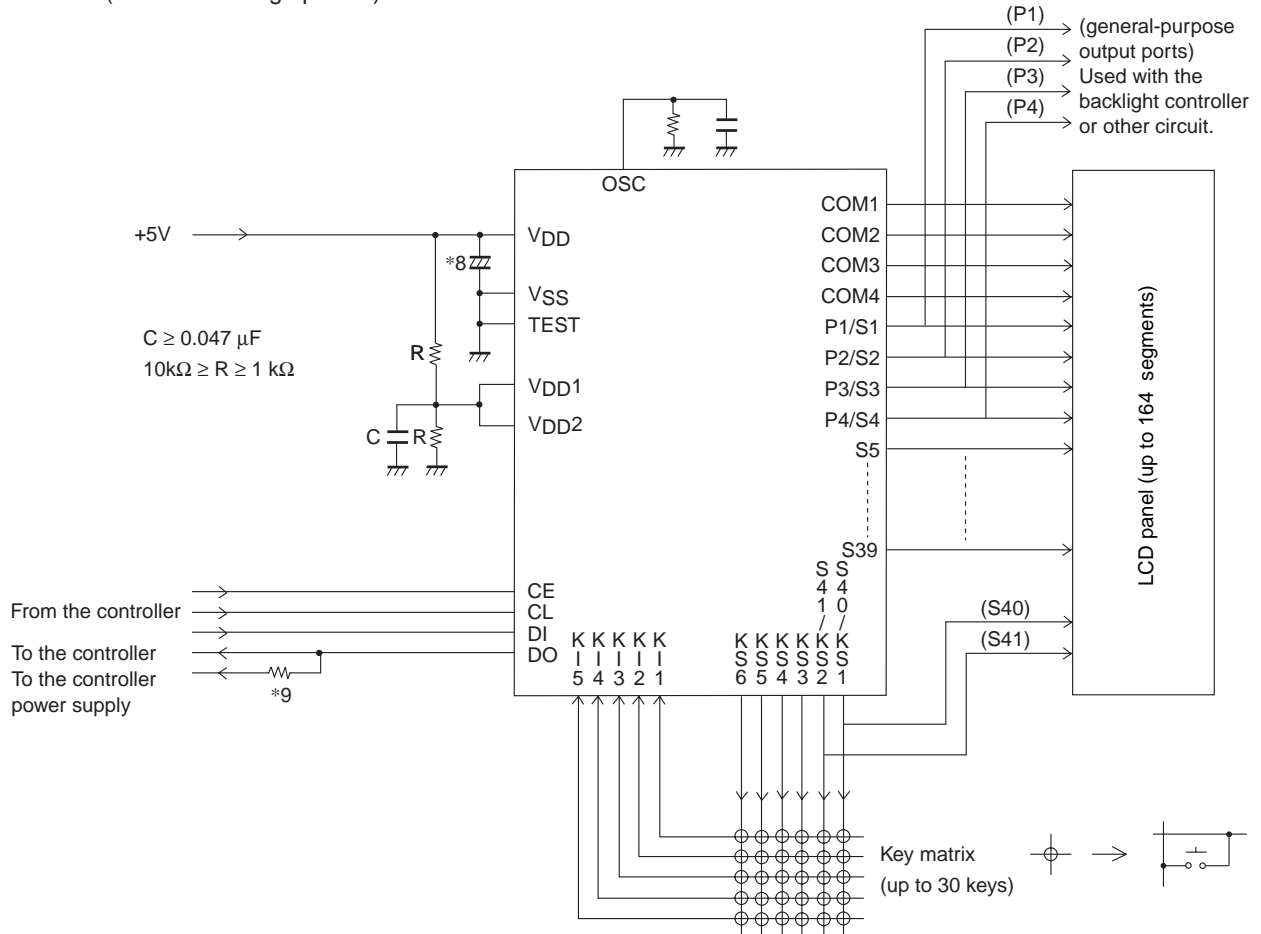 (P1)
(general-purpose
(P2)
output ports)
(P3)
Used with the
backlight controller
(P4)
or other circuit.
OSC
COM1
+5V
VDD
COM2
*8
COM3
VSS
COM4
TEST
P1/S1
C ≥ 0.047 μF
R
P2/S2
10kΩ ≥ R ≥ 1 kΩ
VDD1
P3/S3
VDD2
P4/S4
C
R
S5
LCD panel (up to 164 segments)
S39
CE
From the controller
CL
(S40)
DI
(S41)
To the controller
DO
To the controller
power supply
*9
KI5 KI4 KI3 KI2 KI1
KS6 KS5 KS4 KS3 S41/KS2 S40/KS1
Key matrix
(up to 30 keys)